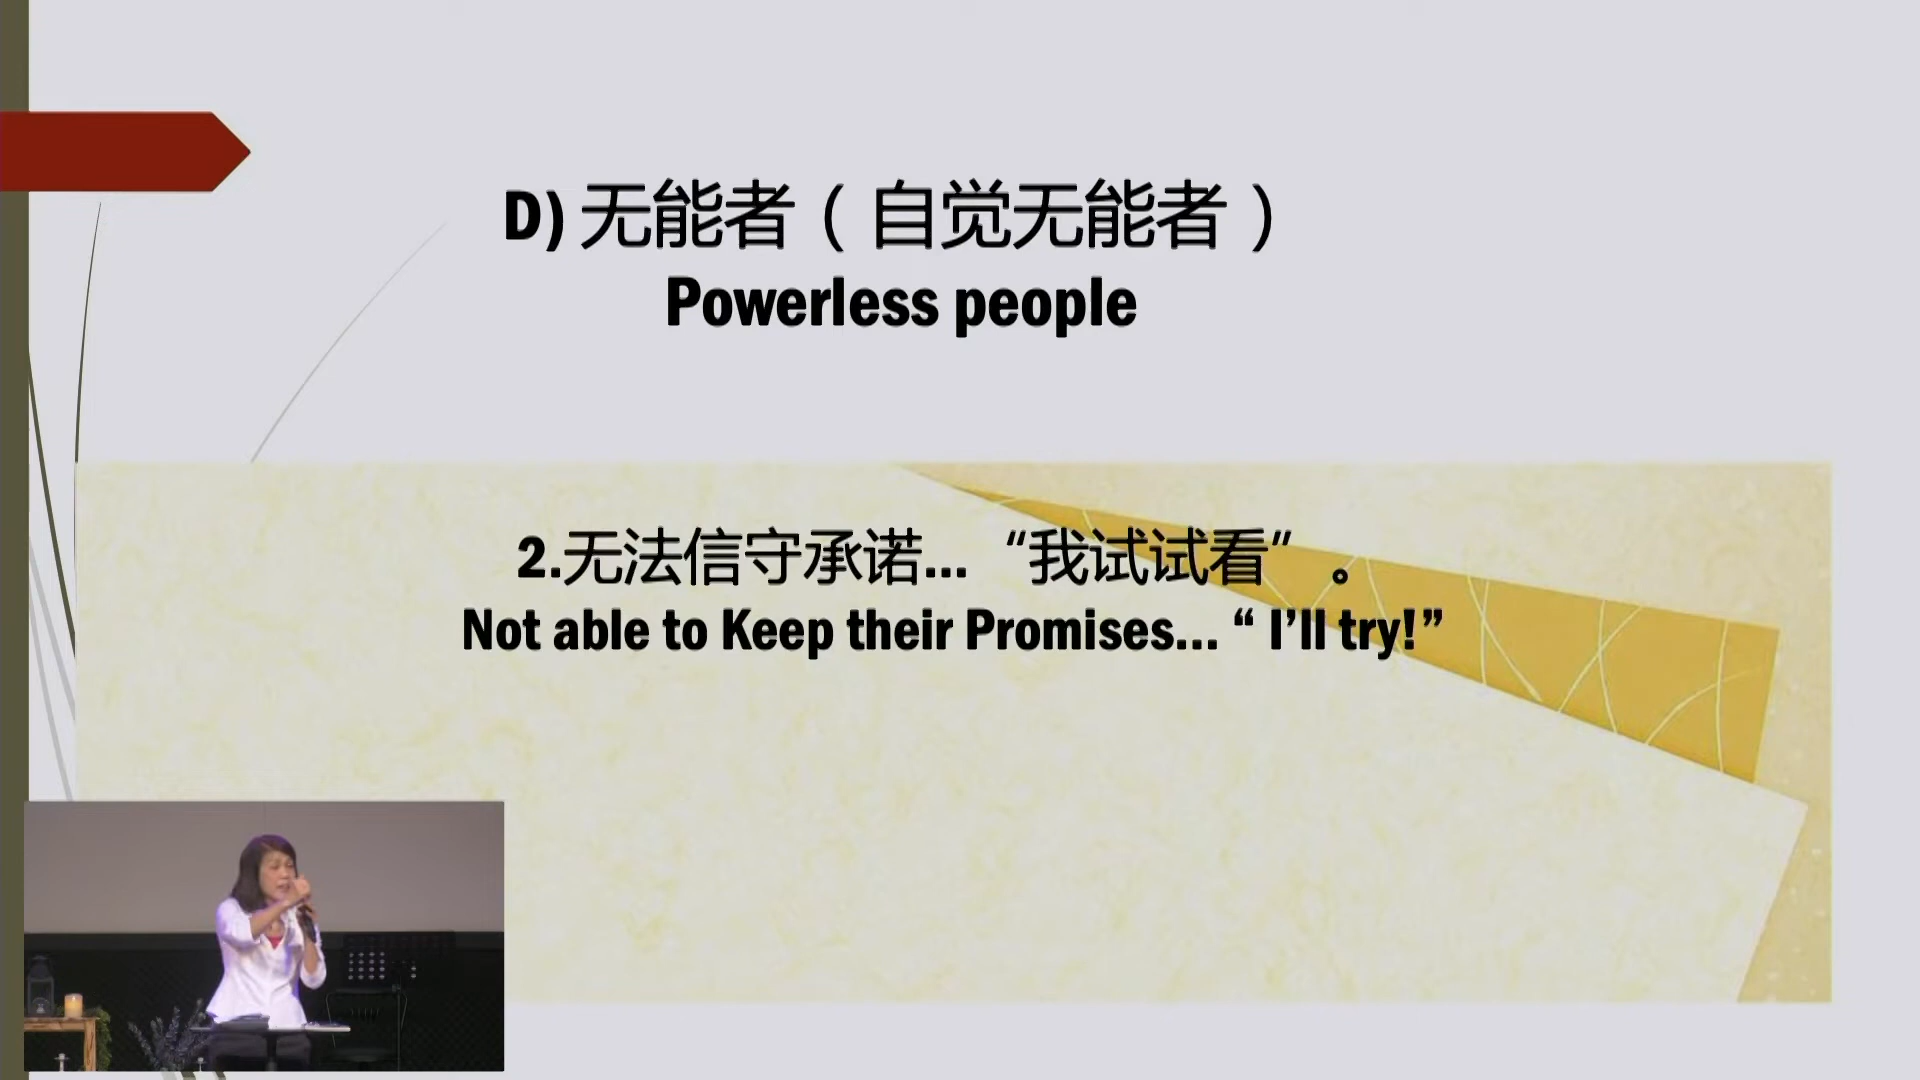 D) 无能者（自觉无能者）
Powerless people
2.无法信守承诺... “我试试看” 。
Not able to Keep their Promises... “ I’ll try!”